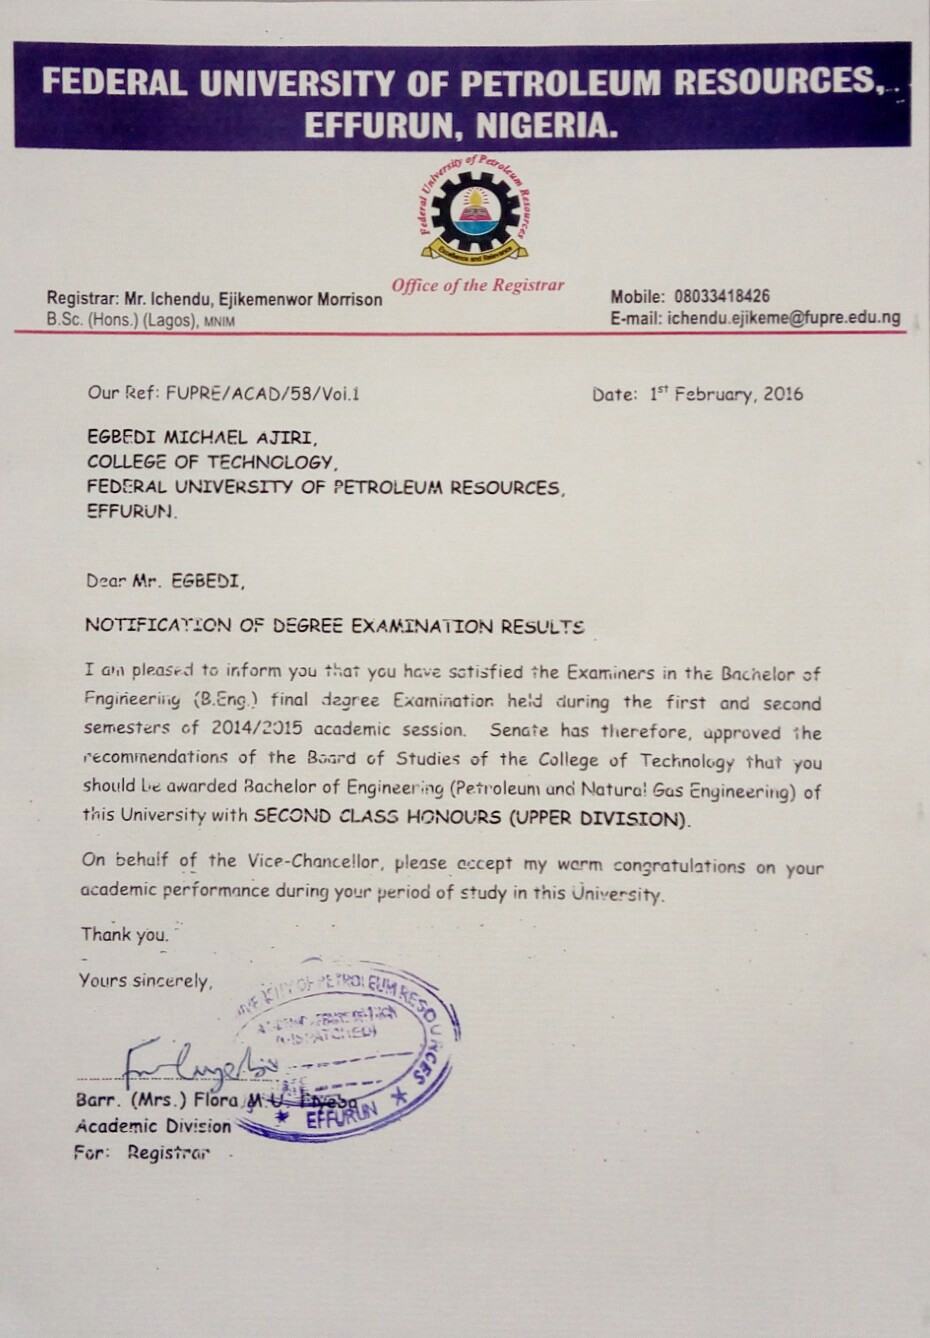 FEDERAL UNIVERSITY OF PETROLEUM RESOURCES,
EFFURUN, NIGERIA.
Federal University of Petroleum Resources
Excellence and Relevance
Office of the Registrar
Registrar: Mr. Ichendu, Ejikemenwor Morrison
B.Sc. (Hons.) (Lagos), MNIM
Mobile: 08033418426
E-mail: ichendu.ejikeme@fupre.edu.ng
Our Ref: FUPRE/ACAD/58/Voi.1
Date: 1st February, 2016
EGBEDI MICHAEL AJIRI,
COLLEGE OF TECHNOLOGY,
FEDERAL UNIVERSITY OF PETROLEUM RESOURCES,
EFFURUN.
Dear Mr. EGBEDI,
NOTIFICATION OF DEGREE EXAMINATION RESULTS
I am pleased to inform you that you have satisfied the Examiners in the Bachelor of
Engineering (B.Eng.) final degree Examination held during the first and second
semesters of 2014/2015 academic session. Senate has therefore, approved the
recommendations of the Board of Studies of the College of Technology that you
should be awarded Bachelor of Engineering (Petroleum and Natural Gas Engineering) of
this University with SECOND CLASS HONOURS (UPPER DIVISION).
On behalf of the Vice-Chancellor, please accept my warm congratulations on your
academic performance during your period of study in this University.
Thank you.
Yours sincerely,
OF PETROLEUM RESOURCES
EFFURUN
Barr. (Mrs.) Flora M.U.
Academic Division
For: Registrar